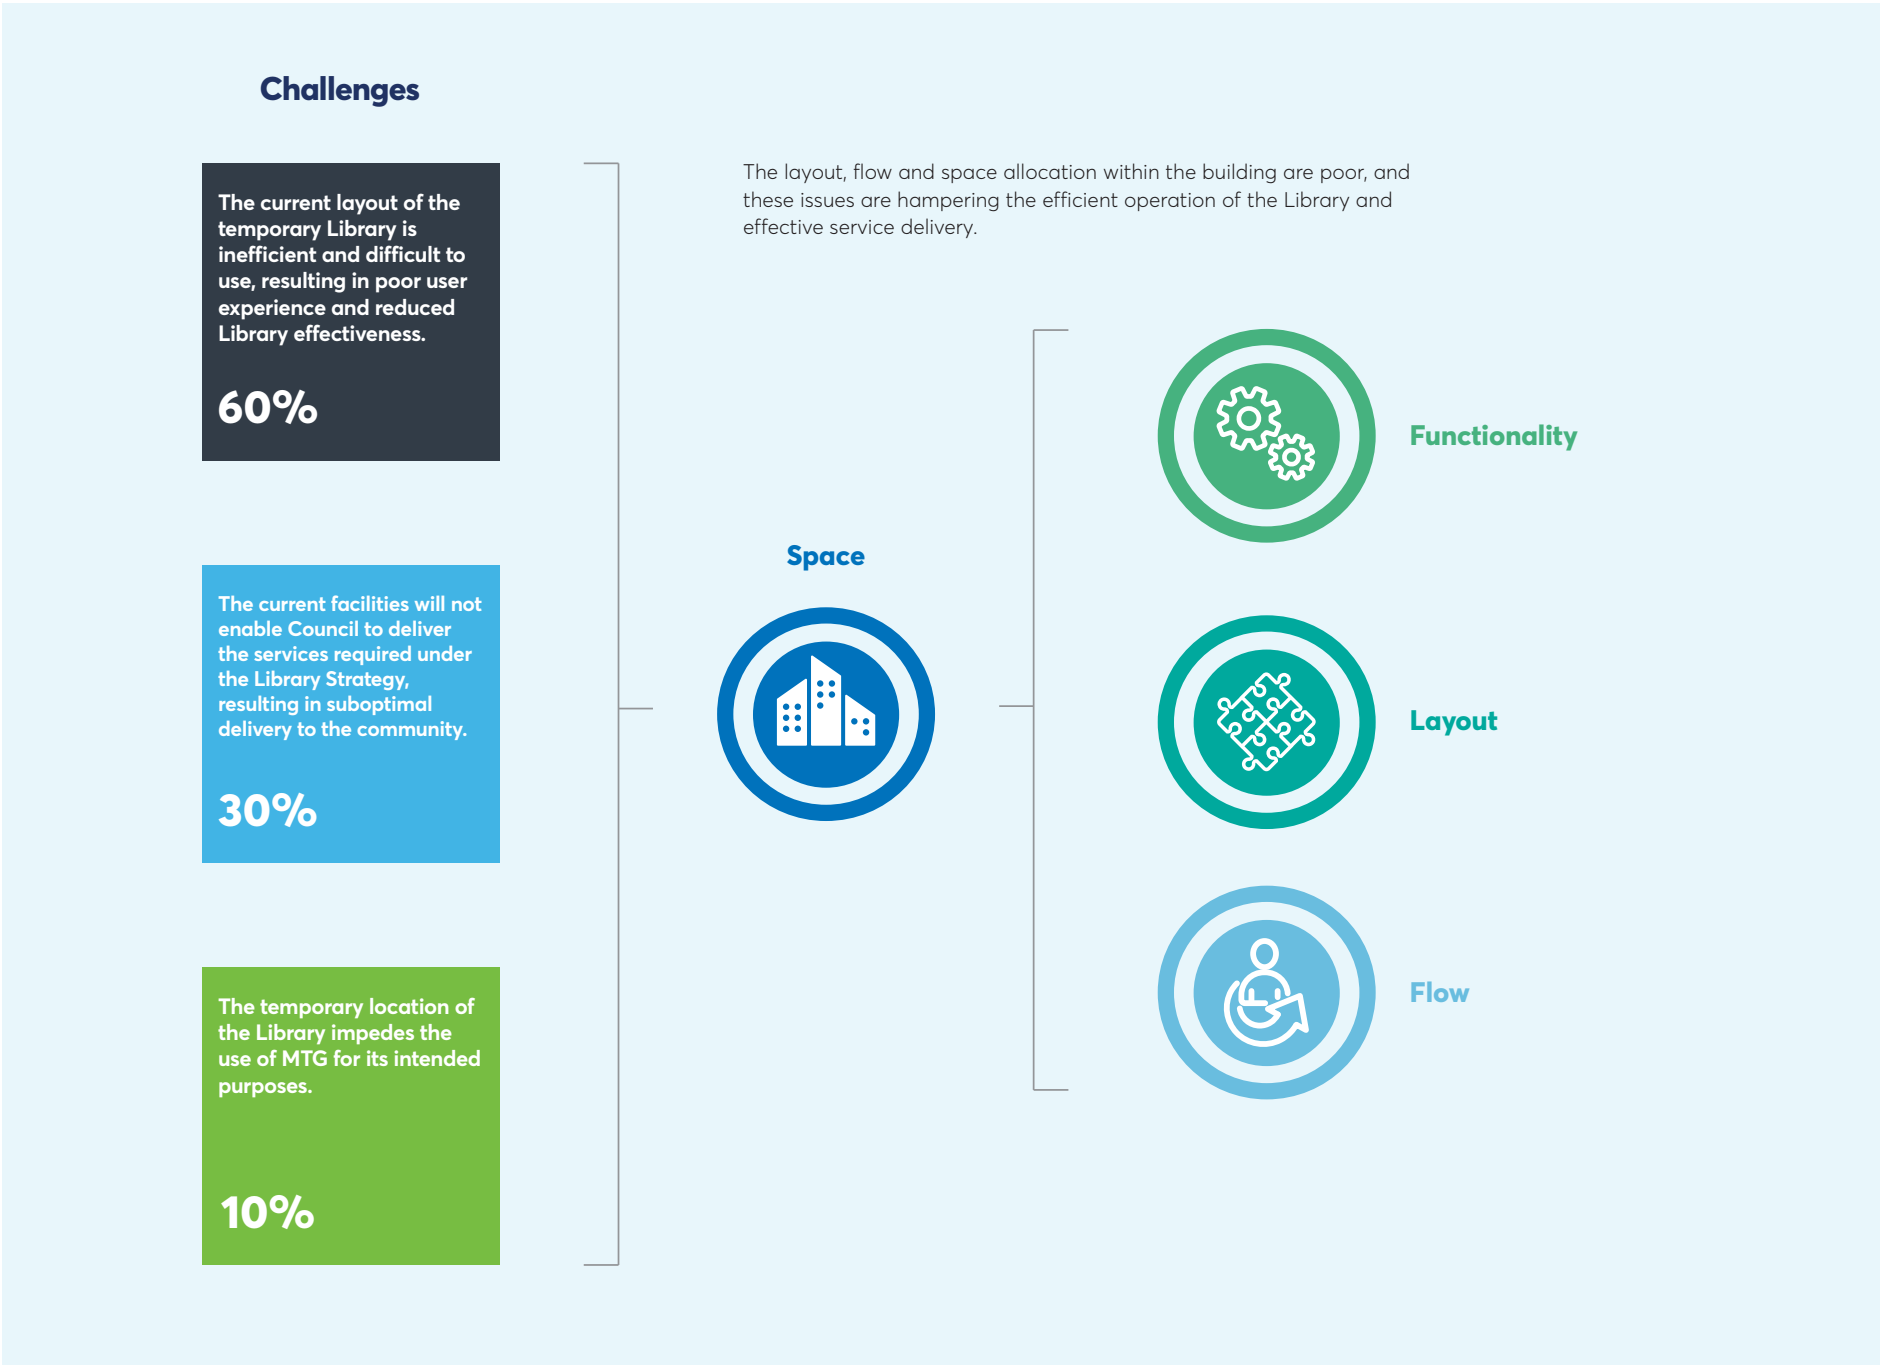 Challenges
The current layout of the
temporary Library is
inefficient and difficult to
use, resulting in poor user
experience and reduced
Library effectiveness.
60%
The current facilities will not
enable Council to deliver
the services required under
the Library Strategy,
resulting in suboptimal
delivery to the community.
30%
The temporary location of
the Library impedes the
use of MTG for its intended
purposes.
10%
The layout, flow and space allocation within the building are poor, and
these issues are hampering the efficient operation of the Library and
effective service delivery.
Space
Functionality
Layout
Flow